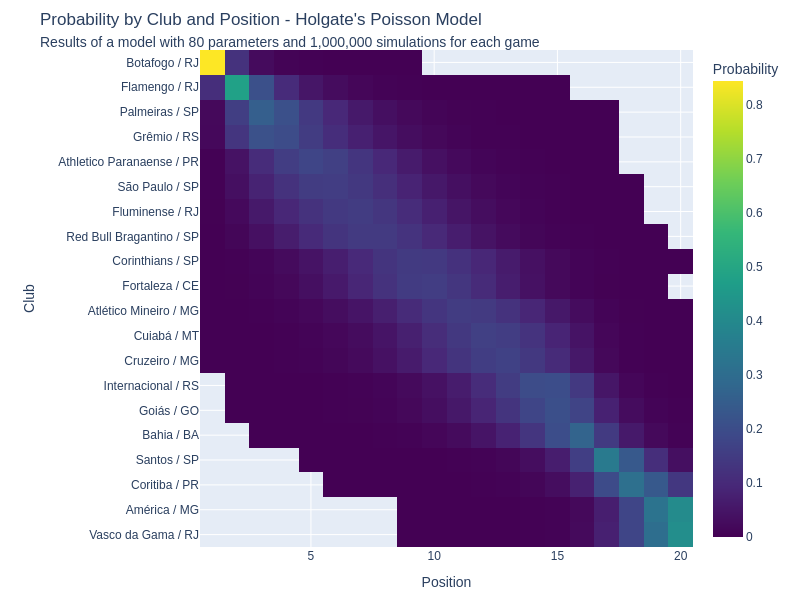 Probability by Club and Position - Holgate's Poisson Model
Results of a model with 80 parameters and 1,000,000 simulations for each game
Probability
Club
Botafogo / RJ
Flamengo / RJ
Palmeiras / SP
Grêmio / RS
Athletico Paranaense / PR
São Paulo / SP
Fluminense / RJ
Red Bull Bragantino / SP
Corinthians / SP
Fortaleza / CE
Atlético Mineiro / MG
Cuiabá / MT
Cruzeiro / MG
Internacional / RS
Goiás / GO
Bahia / BA
Santos / SP
Coritiba / PR
América / MG
Vasco da Gama / RJ
0.8
0.7
0.6
0.5
0.4
0.3
0.2
0.1
0
5 10 15 20
Position